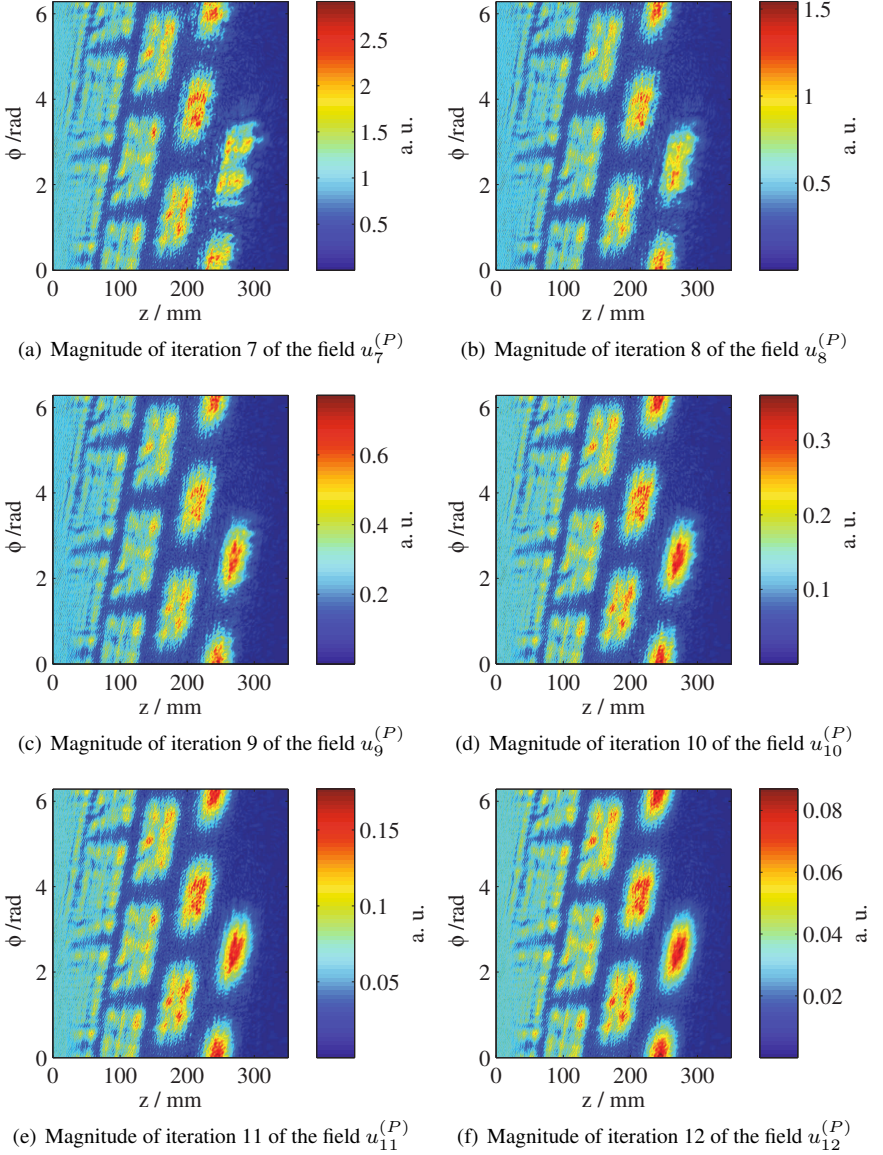 6
4
2
0
ϕ /rad
0 100 200 300
z / mm
2.5
2
1.5
1
0.5
a. u.
(a) Magnitude of iteration 7 of the field u_7^{(P)}
6
4
2
0
ϕ /rad
0 100 200 300
z / mm
1.5
1
0.5
a. u.
(b) Magnitude of iteration 8 of the field u_8^{(P)}
6
4
2
0
ϕ /rad
0 100 200 300
z / mm
0.6
0.4
0.2
a. u.
(c) Magnitude of iteration 9 of the field u_9^{(P)}
6
4
2
0
ϕ /rad
0 100 200 300
z / mm
0.3
0.2
0.1
a. u.
(d) Magnitude of iteration 10 of the field u_{10}^{(P)}
6
4
2
0
ϕ /rad
0 100 200 300
z / mm
0.15
0.1
0.05
a. u.
(e) Magnitude of iteration 11 of the field u_{11}^{(P)}
6
4
2
0
ϕ /rad
0 100 200 300
z / mm
0.08
0.06
0.04
0.02
a. u.
(f) Magnitude of iteration 12 of the field u_{12}^{(P)}